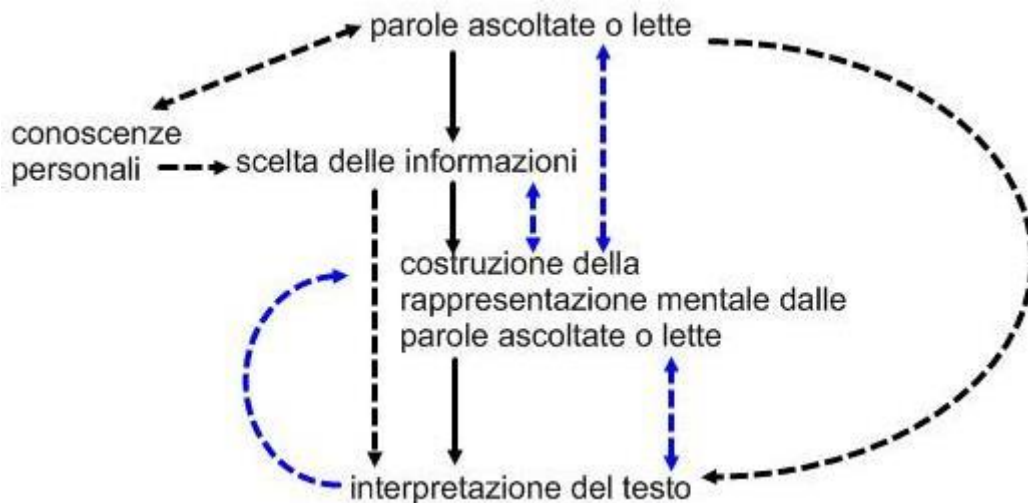 parole ascoltate o lette
conoscenze
personali
scelta delle informazioni
costruzione della
rappresentazione mentale dalle
parole ascoltate o lette
interpretazione del testo